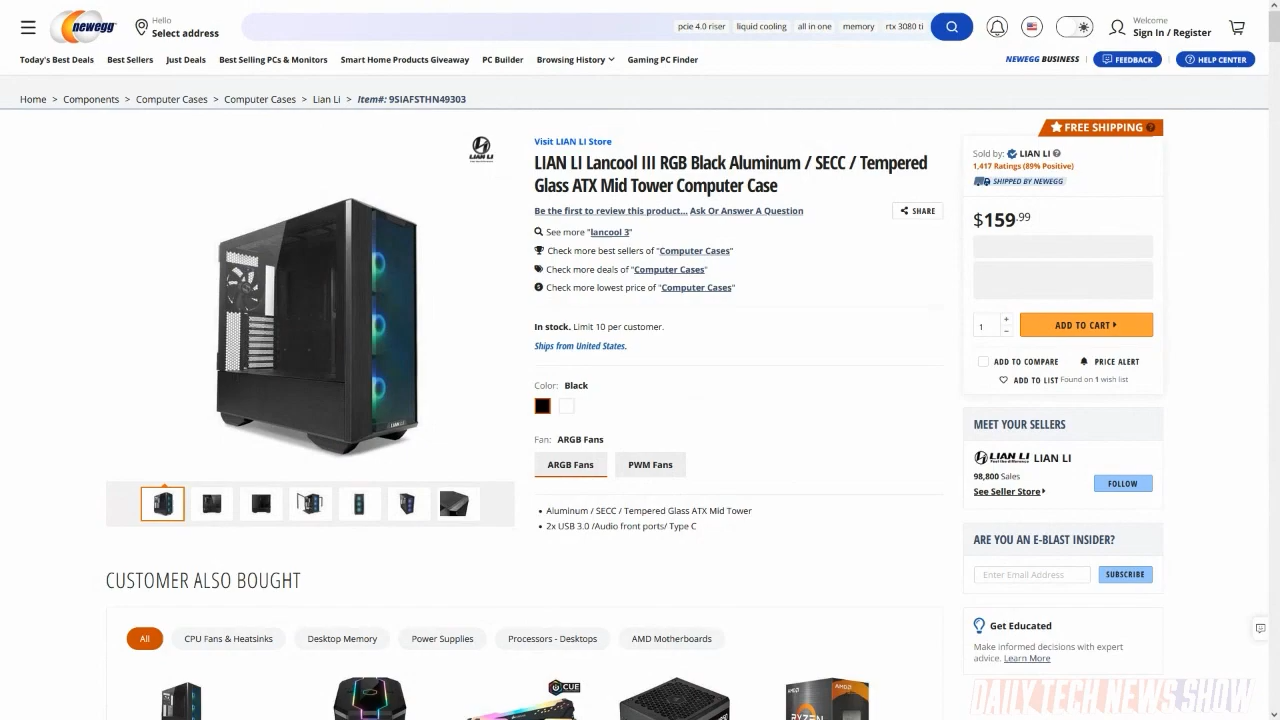 newegg
Hello
Select address
pcie 4.0 riser
liquid cooling
all in one
memory
rtx 3080 ti
Welcome
Sign In / Register
Today's Best Deals
Best Sellers
Just Deals
Best Selling PCs & Monitors
Smart Home Products Giveaway
PC Builder
Browsing History
Gaming PC Finder
NEWEGG BUSINESS
FEEDBACK
HELP CENTER
Home > Components > Computer Cases > Computer Cases > Lian Li > Item#: 9SIAFSTHN49303
LIAN LI
Visit LIAN LI Store
LIAN LI Lancool III RGB Black Aluminum / SECC / Tempered
Glass ATX Mid Tower Computer Case
Be the first to review this product... Ask Or Answer A Question
SHARE
See more "lancool 3"
Check more best sellers of "Computer Cases"
Check more deals of "Computer Cases"
Check more lowest price of "Computer Cases"
In stock. Limit 10 per customer.
Ships from United States.
Color: Black
Fan: ARGB Fans
ARGB Fans
PWM Fans
• Aluminum / SECC / Tempered Glass ATX Mid Tower
• 2x USB 3.0 /Audio front ports/ Type C
FREE SHIPPING
Sold by: LIAN LI
1,417 Ratings (89% Positive)
SHIPPED BY NEWEGG
$159.99
1
ADD TO CART
ADD TO COMPARE
PRICE ALERT
ADD TO LIST Found on 1 wish list
MEET YOUR SELLERS
LIAN LI LIAN LI
98,800 Sales
See Seller Store
FOLLOW
ARE YOU AN E-BLAST INSIDER?
Enter Email Address
SUBSCRIBE
Get Educated
Make informed decisions with expert
advice. Learn More
CUSTOMER ALSO BOUGHT
All
CPU Fans & Heatsinks
Desktop Memory
Power Supplies
Processors - Desktops
AMD Motherboards
iCUE
AMD
RYZEN
DAILY TECH NEWS SHOW